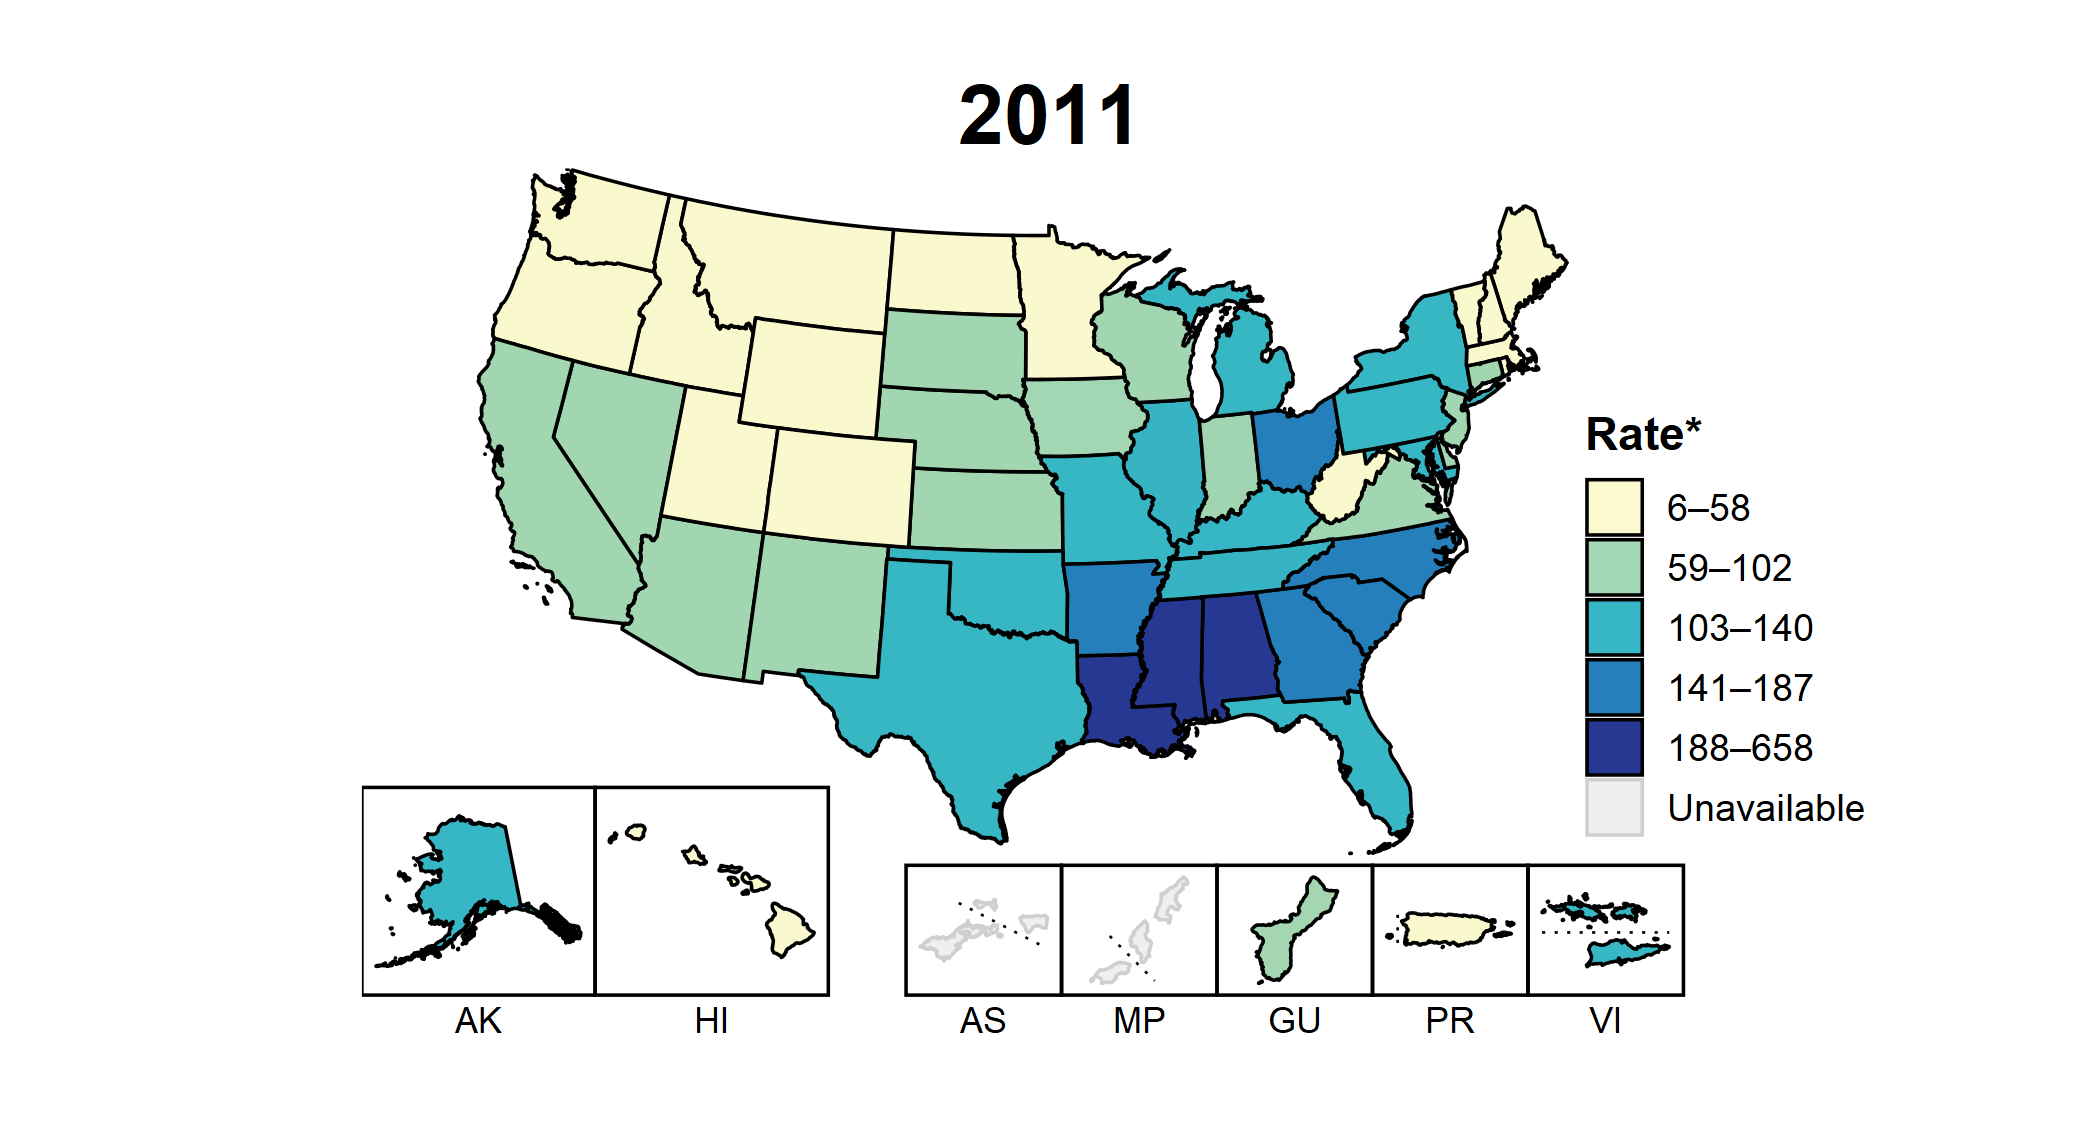 2011
Rate*
6–58
59–102
103–140
141–187
188–658
Unavailable
AK
HI
AS
MP
GU
PR
VI